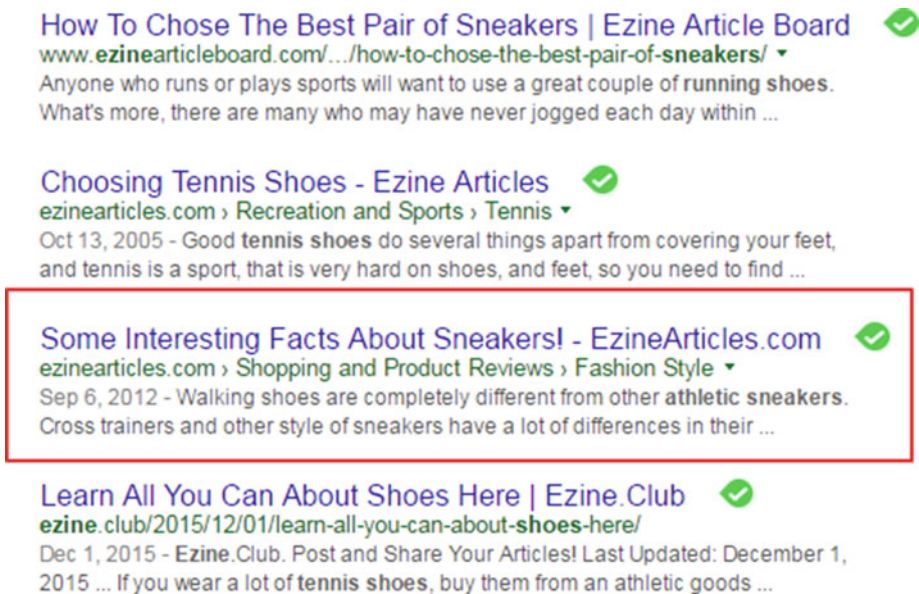 How To Chose The Best Pair of Sneakers | Ezine Article Board
www.ezinearticleboard.com/.../how-to-chose-the-best-pair-of-sneakers/
Anyone who runs or plays sports will want to use a great couple of running shoes.
What's more, there are many who may have never jogged each day within ...
Choosing Tennis Shoes - Ezine Articles
ezinearticles.com › Recreation and Sports › Tennis
Oct 13, 2005 - Good tennis shoes do several things apart from covering your feet,
and tennis is a sport, that is very hard on shoes, and feet, so you need to find ...
Some Interesting Facts About Sneakers! - EzineArticles.com
ezinearticles.com › Shopping and Product Reviews › Fashion Style
Sep 6, 2012 - Walking shoes are completely different from other athletic sneakers.
Cross trainers and other style of sneakers have a lot of differences in their ...
Learn All You Can About Shoes Here | Ezine.Club
ezine.club/2015/12/01/learn-all-you-can-about-shoes-here/
Dec 1, 2015 - Ezine.Club. Post and Share Your Articles! Last Updated: December 1,
2015 ... If you wear a lot of tennis shoes, buy them from an athletic goods ...